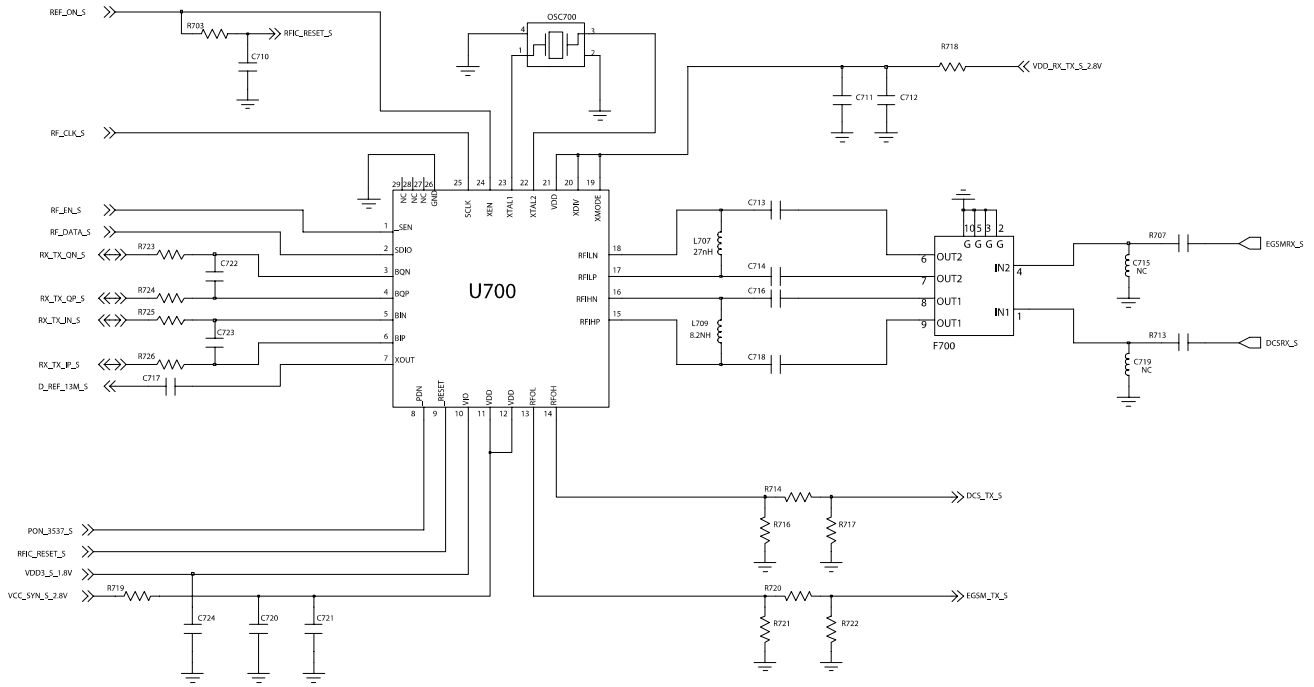 REF_ON_S
OSC700
R703
RFIC_RESET_S
4
3
C710
1
2
R718
VDD_RX_TX_S_2.8V
C711
C712
RF_CLK_S
29 28 27 26 25 24 23 22 21 20 19
NC NC NC GND SCLK XEN XTAL1 XTAL2 VDD XDIV XMODE
RF_EN_S
1 _SEN
RF_DATA_S
2 SDIO
RX_TX_QN_S
R723
3 BQN
C722
RX_TX_QP_S
R724
4 BQP
RX_TX_IN_S
R725
5 BIN
C723
RX_TX_IP_S
R726
6 BIP
D_REF_13M_S
C717
7 XOUT
U700
RFILN 18
RFILP 17
RFIHN 16
RFIHP 15
C713
L707
27nH
C714
C716
L709
8.2NH
C718
10 5 3 2
G G G G
6 OUT2
7 OUT2
8 OUT1
9 OUT1
IN2 4
IN1 1
F700
R707
EGSMRX_S
C715
NC
R713
DCSRX_S
C719
NC
_PDN _RESET VIO VDD VDD RFOL RFOH
8 9 10 11 12 13 14
R714
DCS_TX_S
R716
R717
PON_3537_S
RFIC_RESET_S
VDD3_S_1.8V
VCC_SYN_S_2.8V
R719
C724
C720
C721
R720
EGSM_TX_S
R721
R722